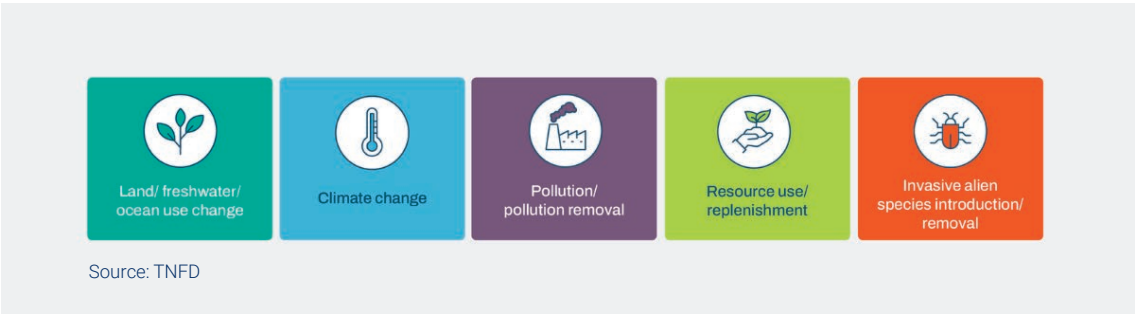 Land/ freshwater/
ocean use change
Climate change
Pollution/
pollution removal
Resource use/
replenishment
Invasive alien
species introduction/
removal
Source: TNFD